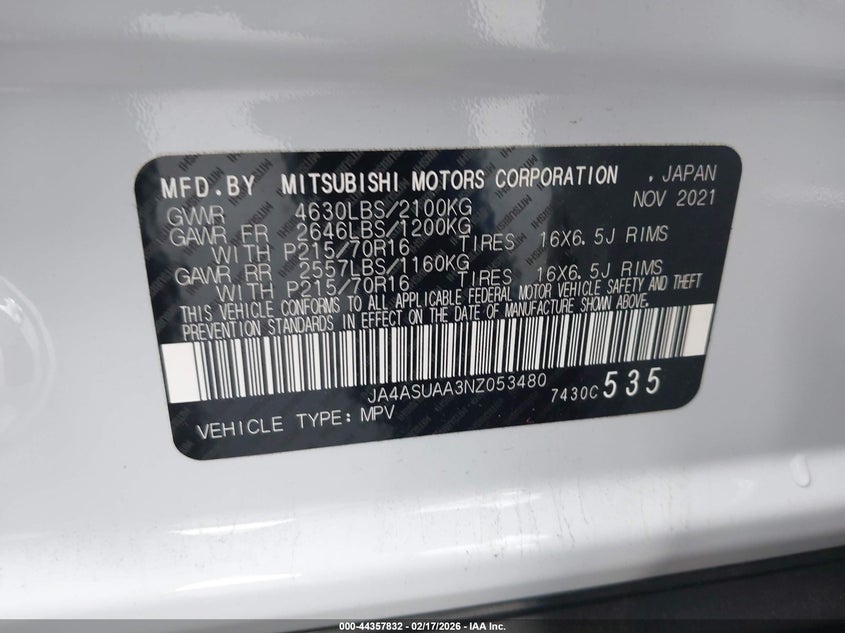 MFD.BY MITSUBISHI MOTORS CORPORATION , JAPAN
NOV 2021
GVWR 4630LBS/2100KG
GAWR FR 2646LBS/1200KG
WITH P215/70R16 TIRES 16X6.5J RIMS
GAWR RR 2557LBS/1160KG
WITH P215/70R16 TIRES 16X6.5J RIMS
THIS VEHICLE CONFORMS TO ALL APPLICABLE FEDERAL MOTOR VEHICLE SAFETY AND THEFT
PREVENTION STANDARDS IN EFFECT ON THE DATE OF MANUFACTURE SHOWN ABOVE.
JA4ASUAA3NZ053480
7430C 535
VEHICLE TYPE: MPV
000-44357832 - 02/17/2026 - IAA Inc.